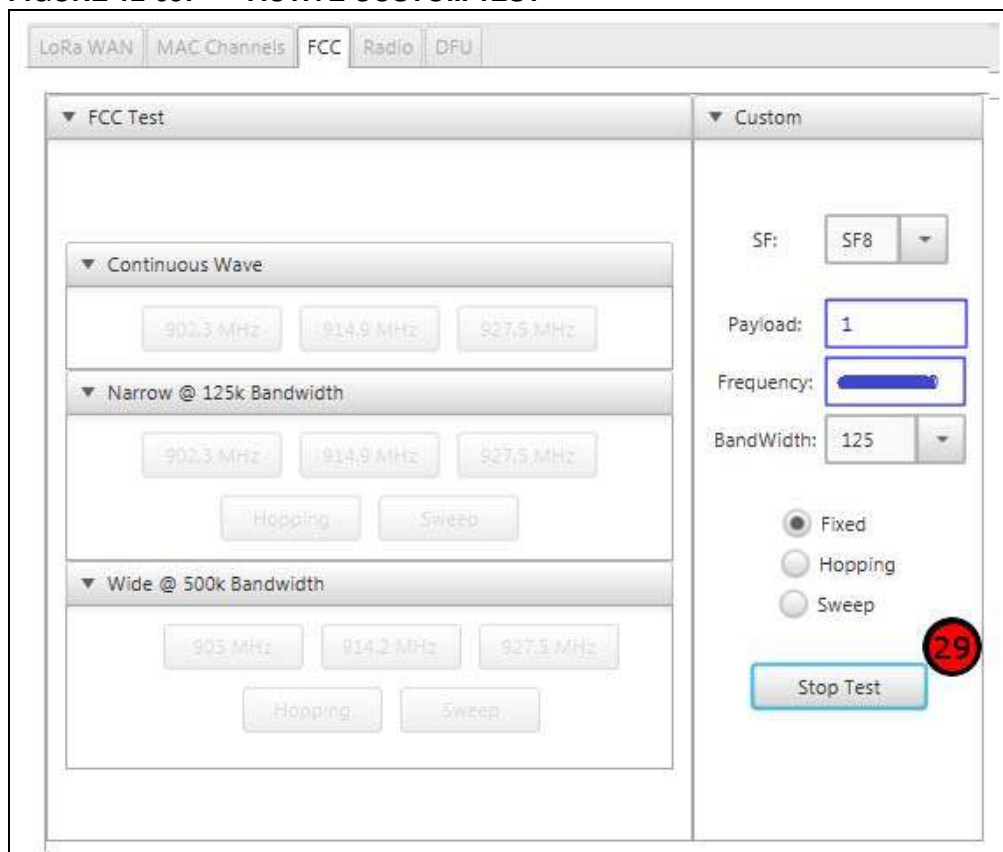 LoRa WAN MAC Channels FCC Radio DFU
FCC Test
Continuous Wave
902.3 MHz 914.9 MHz 927.5 MHz
Narrow @ 125k Bandwidth
902.3 MHz 914.9 MHz 927.5 MHz
Hopping Sweep
Wide @ 500k Bandwidth
903 MHz 914.2 MHz 927.5 MHz
Hopping Sweep
Custom
SF: SF8
Payload: 1
Frequency:
BandWidth: 125
Fixed
Hopping
Sweep
29
Stop Test